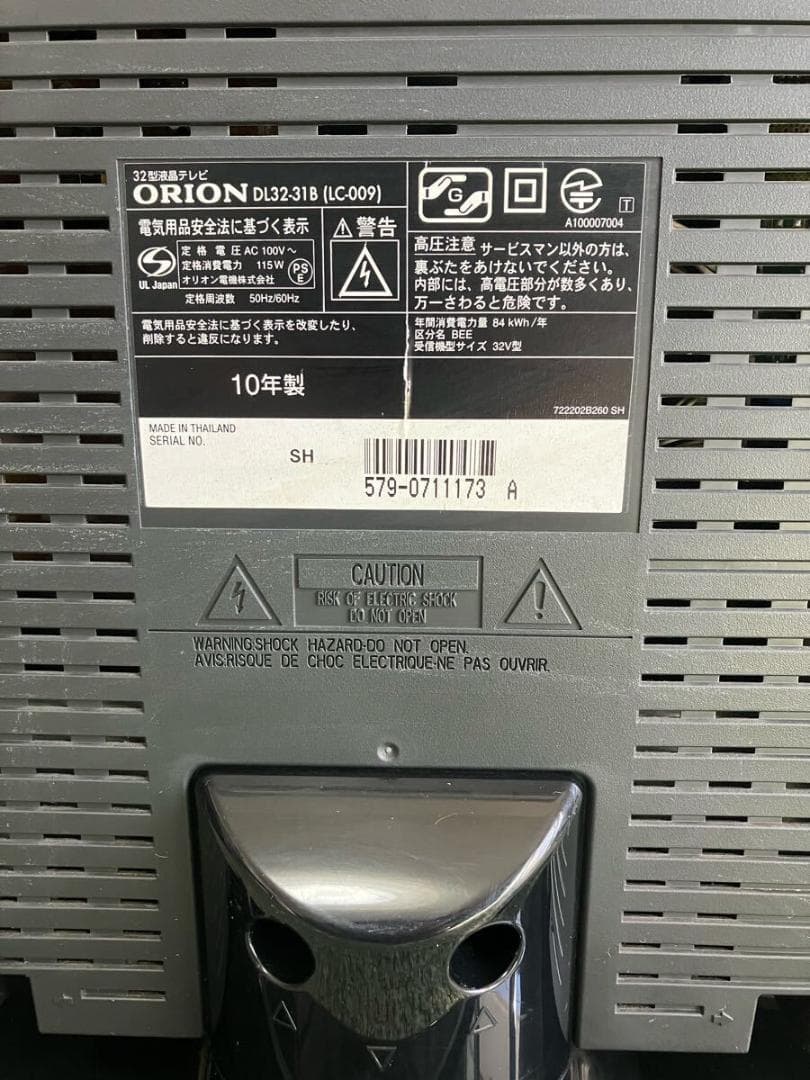 32型液晶テレビ
ORION DL32-31B (LC-009)
電気用品安全法に基づく表示
定格電圧 AC 100V～
定格消費電力 115W
オリオン電機株式会社
定格周波数 50Hz/60Hz
UL Japan
PS
E
警告
G
T
A100007004
高圧注意 サービスマン以外の方は、
裏ぶたをあけないでください。
内部には、高電圧部分が数多くあり、
万一さわると危険です。
電気用品安全法に基づく表示を改変したり、
削除すると違反になります。
年間消費電力量 84 kWh/年
区分名 BEE
受信機型サイズ 32V型
10年製
722202B260 SH
MADE IN THAILAND
SERIAL NO.
SH
579-0711173 A
CAUTION
RISK OF ELECTRIC SHOCK
DO NOT OPEN
WARNING:SHOCK HAZARD-DO NOT OPEN.
AVIS:RISQUE DE CHOC ELECTRIQUE-NE PAS OUVRIR.